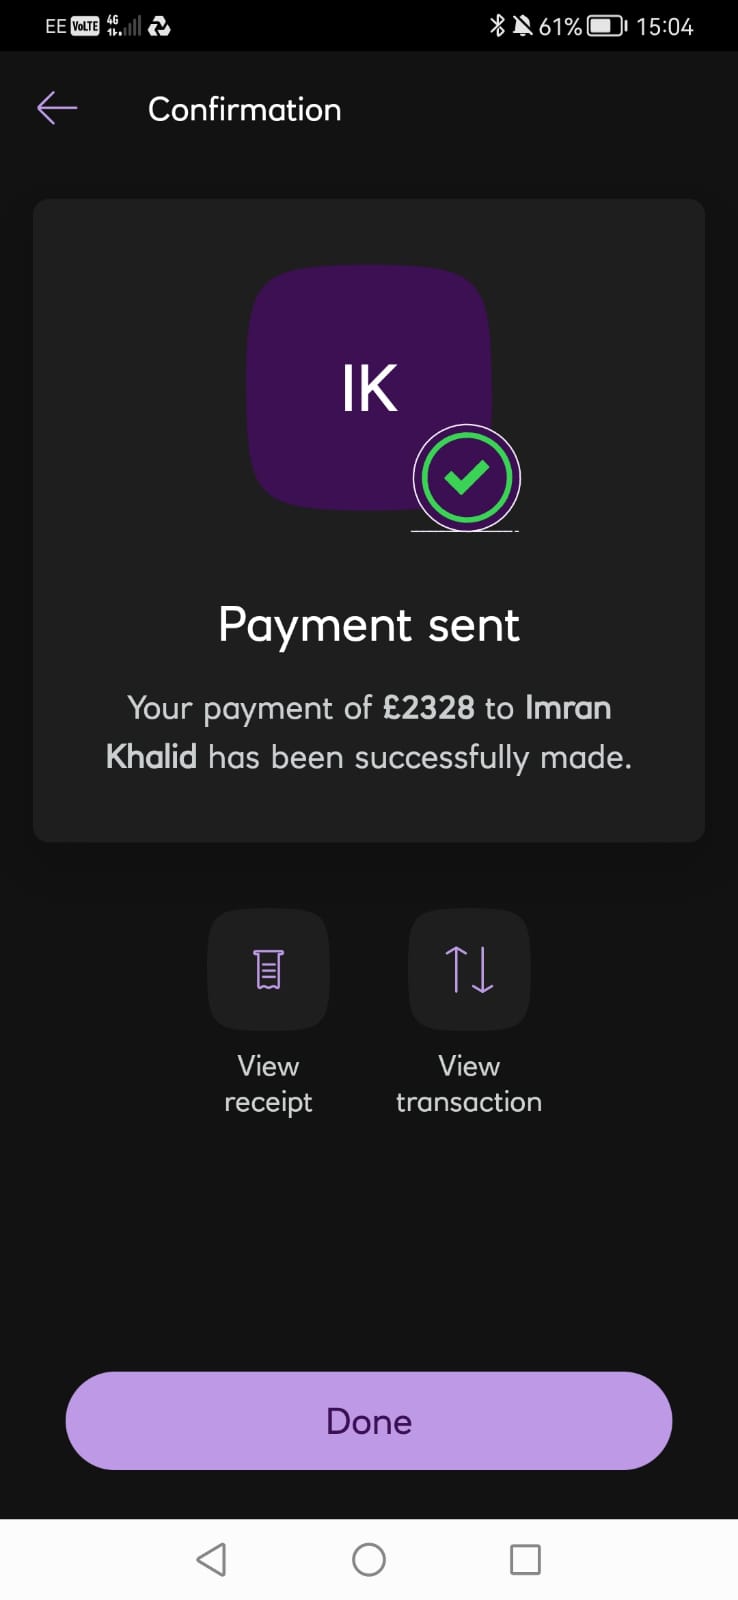 EE VoLTE 4G 61% 15:04
Confirmation
IK
Payment sent
Your payment of £2328 to Imran
Khalid has been successfully made.
View
receipt
View
transaction
Done